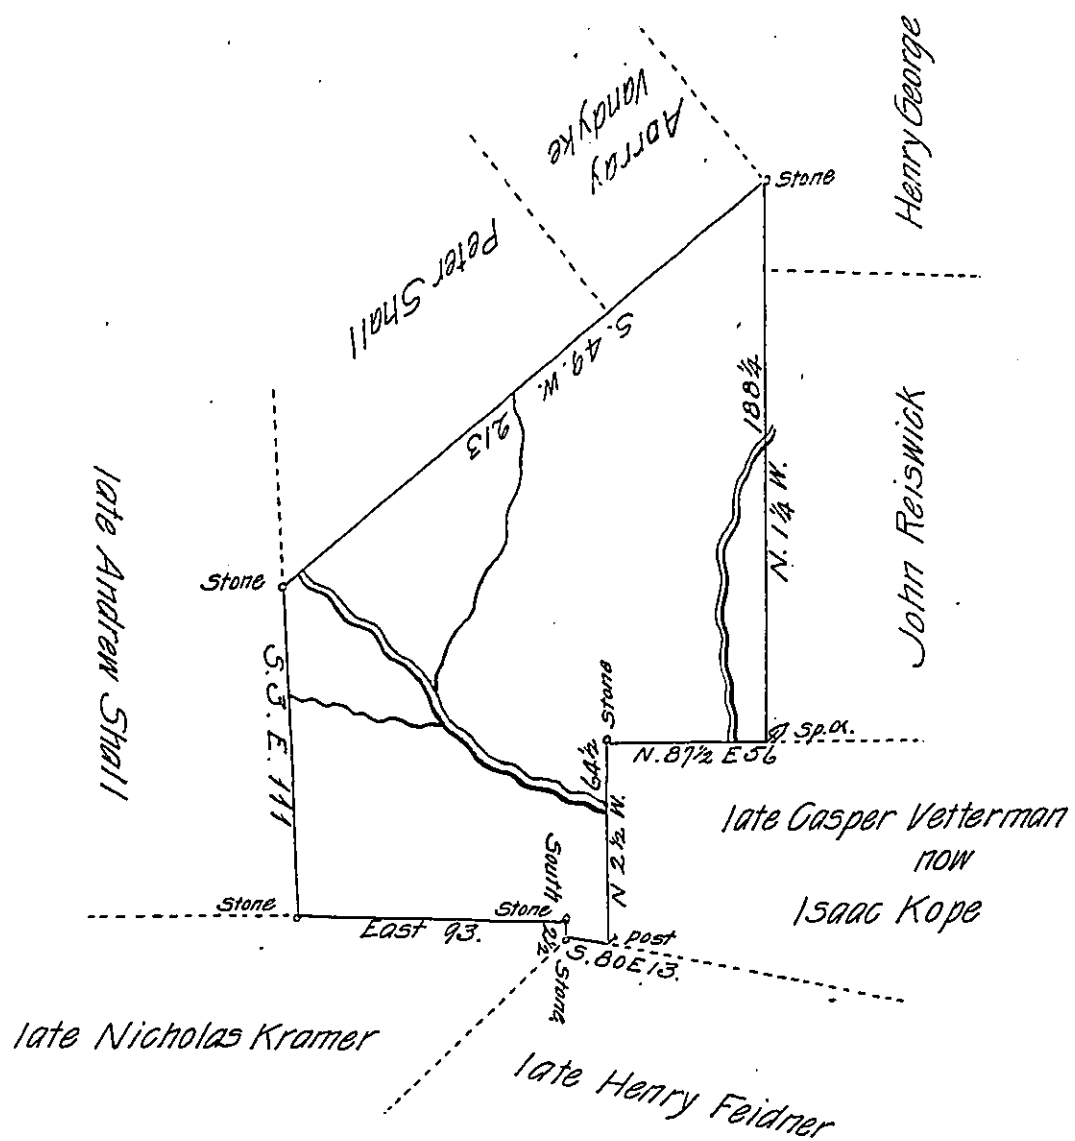 Henry George
Aorray
Vandyke
Stone
Peter Shall
S. 49. W.
213
188¼
N. 1¼ W.
John Reiswick
late Andrew Shall
Stone
S. 3. E. 111
Stone
64½
N 2½ W.
N. 87½ E 56
Sp. O.
late Casper Vetterman
now
Isaac Kope
Stone
East 93.
Stone
South
2½
Stone
S. 80 E 13.
post
late Nicholas Kramer
late Henry Feidner